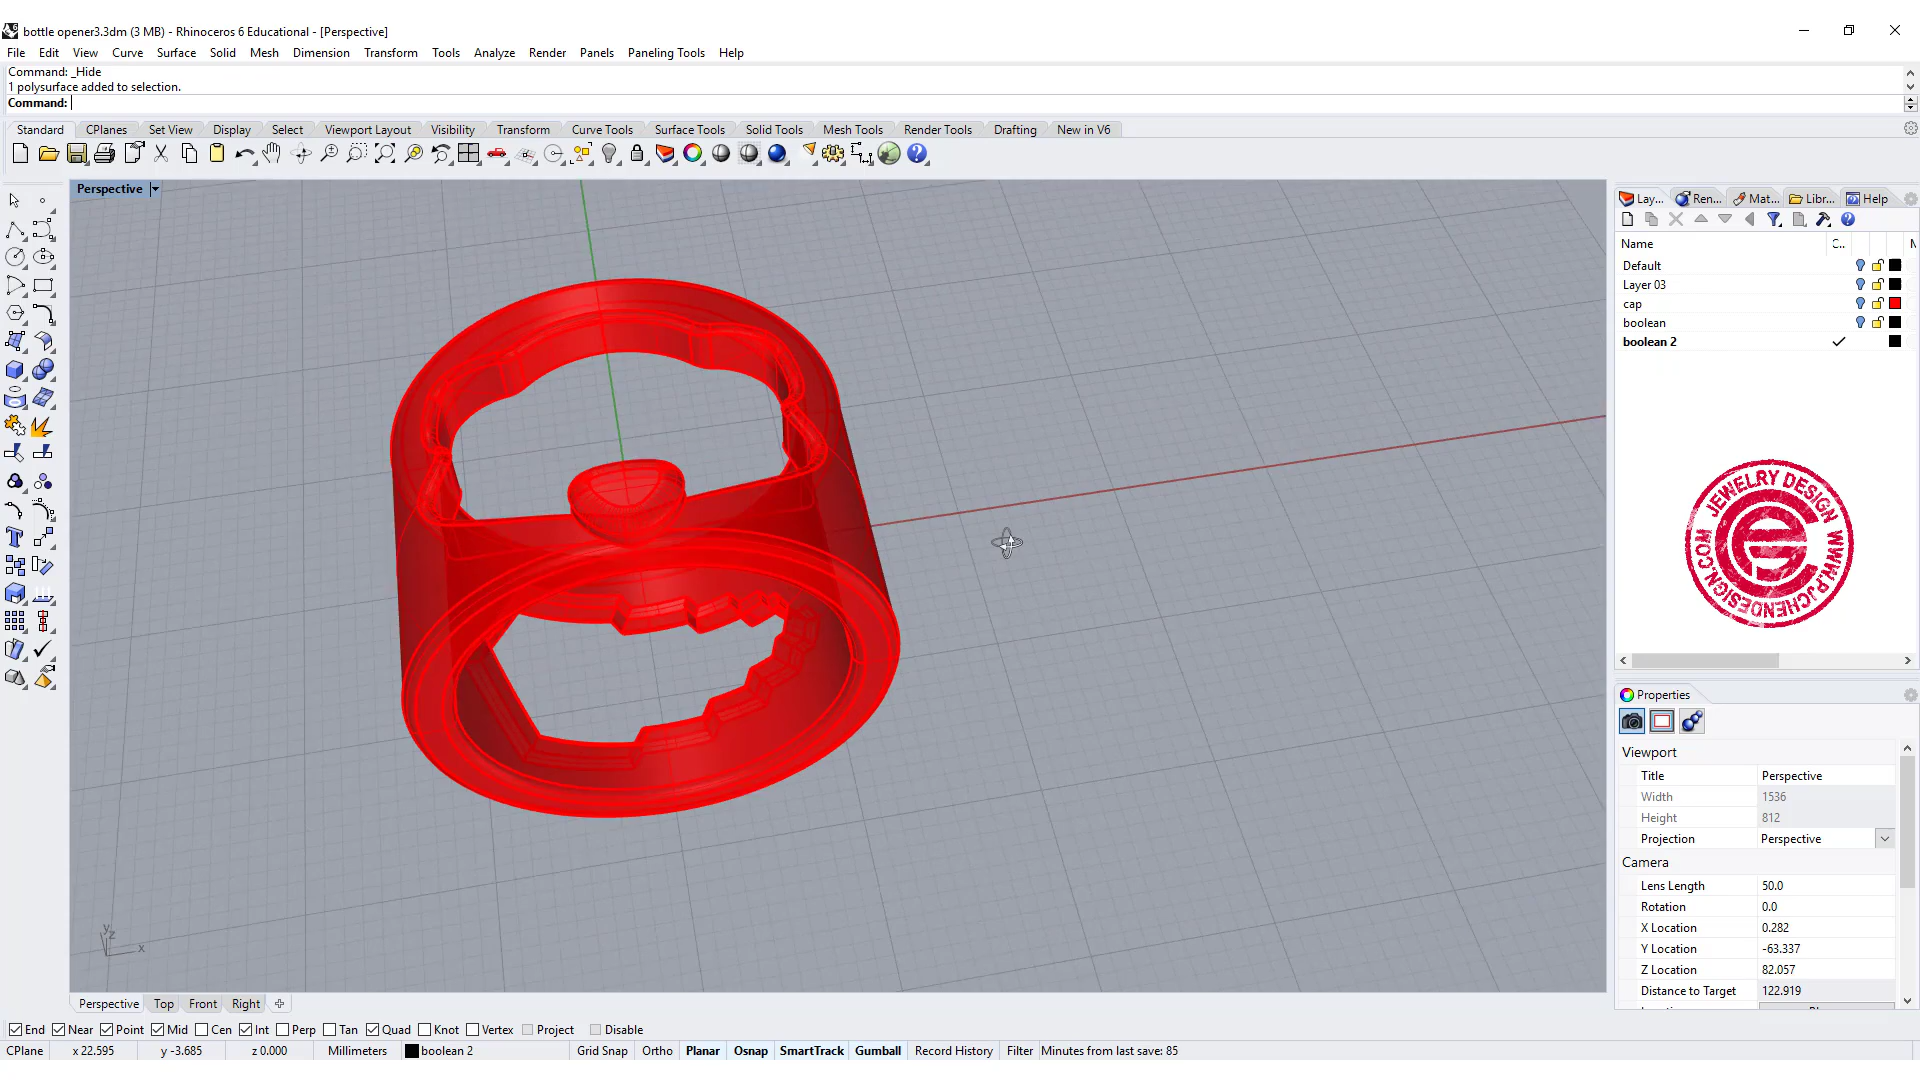 bottle opener3.3dm (3 MB) - Rhinoceros 6 Educational - [Perspective]
File Edit View Curve Surface Solid Mesh Dimension Transform Tools Analyze Render Panels Paneling Tools Help
Command: _Hide
1 polysurface added to selection.
Command:
Standard CPlanes Set View Display Select Viewport Layout Visibility Transform Curve Tools Surface Tools Solid Tools Mesh Tools Render Tools Drafting New in V6
Perspective
Lay... Ren... Mat... Libr... Help
Name C..
Default
Layer 03
cap
boolean
boolean 2
JEWELRY DESIGN
WWW.PJCHENDESIGN.COM
Properties
Viewport
Title Perspective
Width 1536
Height 812
Projection Perspective
Camera
Lens Length 50.0
Rotation 0.0
X Location 0.282
Y Location -63.337
Z Location 82.057
Distance to Target 122.919
y
z
x
Perspective Top Front Right
End Near Point Mid Cen Int Perp Tan Quad Knot Vertex Project Disable
CPlane x 22.595 y -3.685 z 0.000 Millimeters boolean 2 Grid Snap Ortho Planar Osnap SmartTrack Gumball Record History Filter Minutes from last save: 85